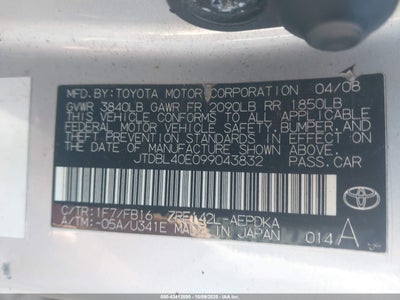 MFD. BY: TOYOTA MOTOR CORPORATION 04/08
GVWR 3840LB GAWR FR 2090LB RR 1850LB
THIS VEHICLE CONFORMS TO ALL APPLICABLE
FEDERAL MOTOR VEHICLE SAFETY, BUMPER, AND
THEFT PREVENTION STANDARDS IN EFFECT ON
THE DATE OF MANUFACTURE SHOWN ABOVE.
JTDBL40E099043832 PASS. CAR
C/TR: 1F7/FB16 ZRE142L-AEPDKA
A/TM: -05A/U341E MADE IN JAPAN 014A
TOYOTA